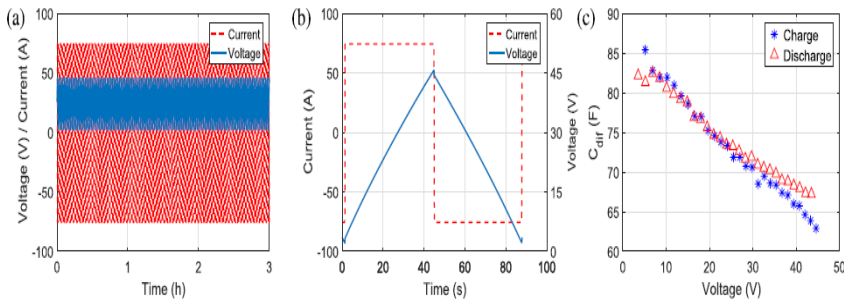 (a)
Voltage (V) / Current (A)
100
50
0
-50
-100
Current
Voltage
0
1
2
3
Time (h)
(b)
Current (A)
100
50
0
-50
-100
Current
Voltage
60
45
30
15
0
Voltage (V)
0
20
40
60
80
100
Time (s)
(c)
C_dif (F)
90
85
80
75
70
65
60
Charge
Discharge
0
10
20
30
40
50
Voltage (V)